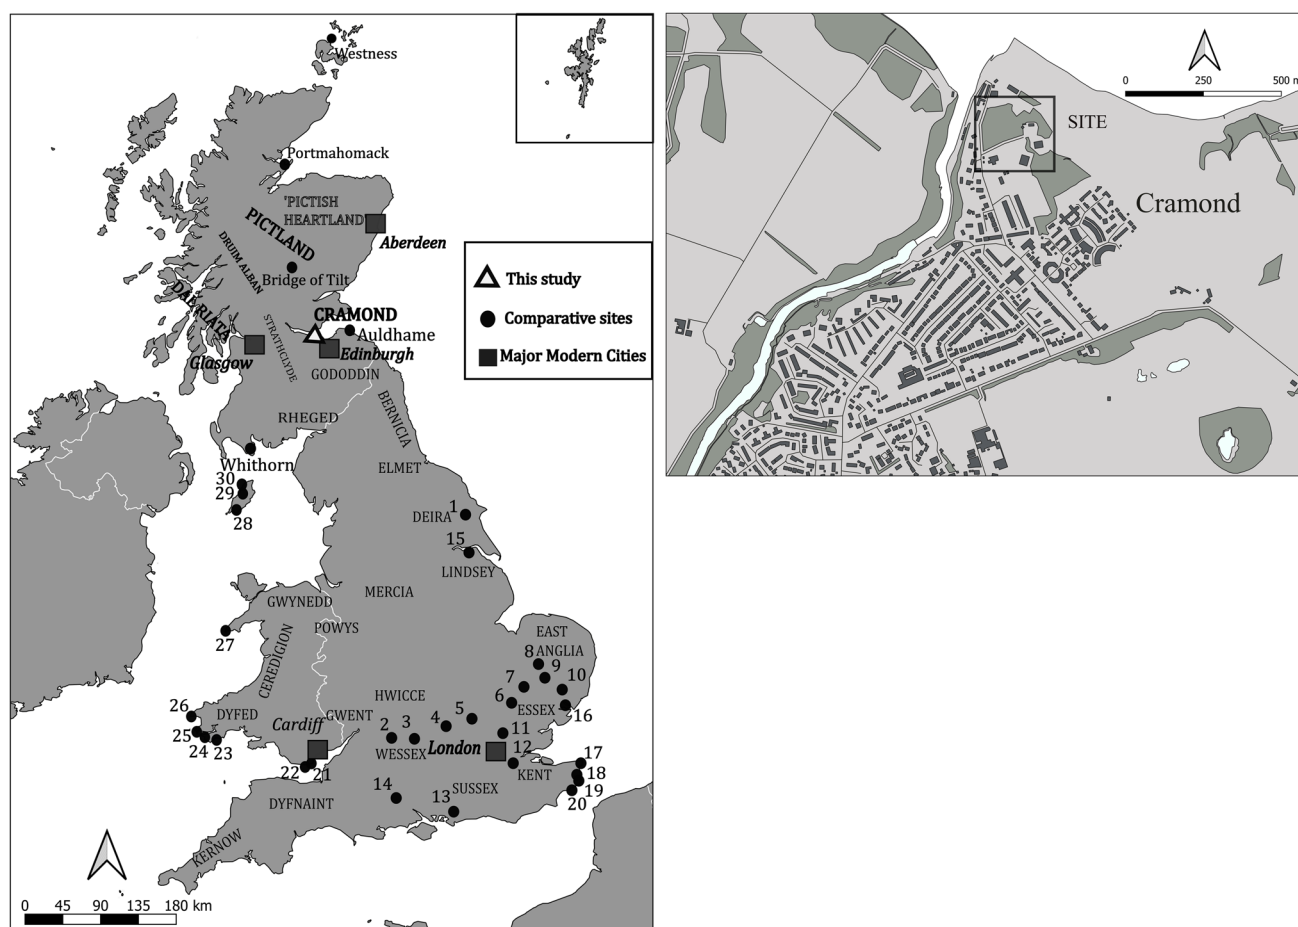 Westness
Portmahomack
'PICTISH
HEARTLAND'
PICTLAND
Aberdeen
DRUIM ALBAN
Bridge of Tilt
DAL RIATA
CRAMOND
Auldhame
STRATHCLYDE
Glasgow
Edinburgh
GODODDIN
This study
Comparative sites
Major Modern Cities
RHEGED
BERNICIA
Whithorn
ELMET
30
29
28
1
DEIRA
15
LINDSEY
MERCIA
GWYNEDD
POWYS
27
CEREDIGION
EAST
ANGLIA
8
9
7
10
6
ESSEX
16
HWICCE
5
4
26
DYFED
GWENT
25
24
23
Cardiff
2
3
WESSEX
London
11
12
17
KENT
18
19
20
22
21
14
13
SUSSEX
DYFNAINT
KERNOW
0 45 90 135 180 km
0 250 500 m
SITE
Cramond